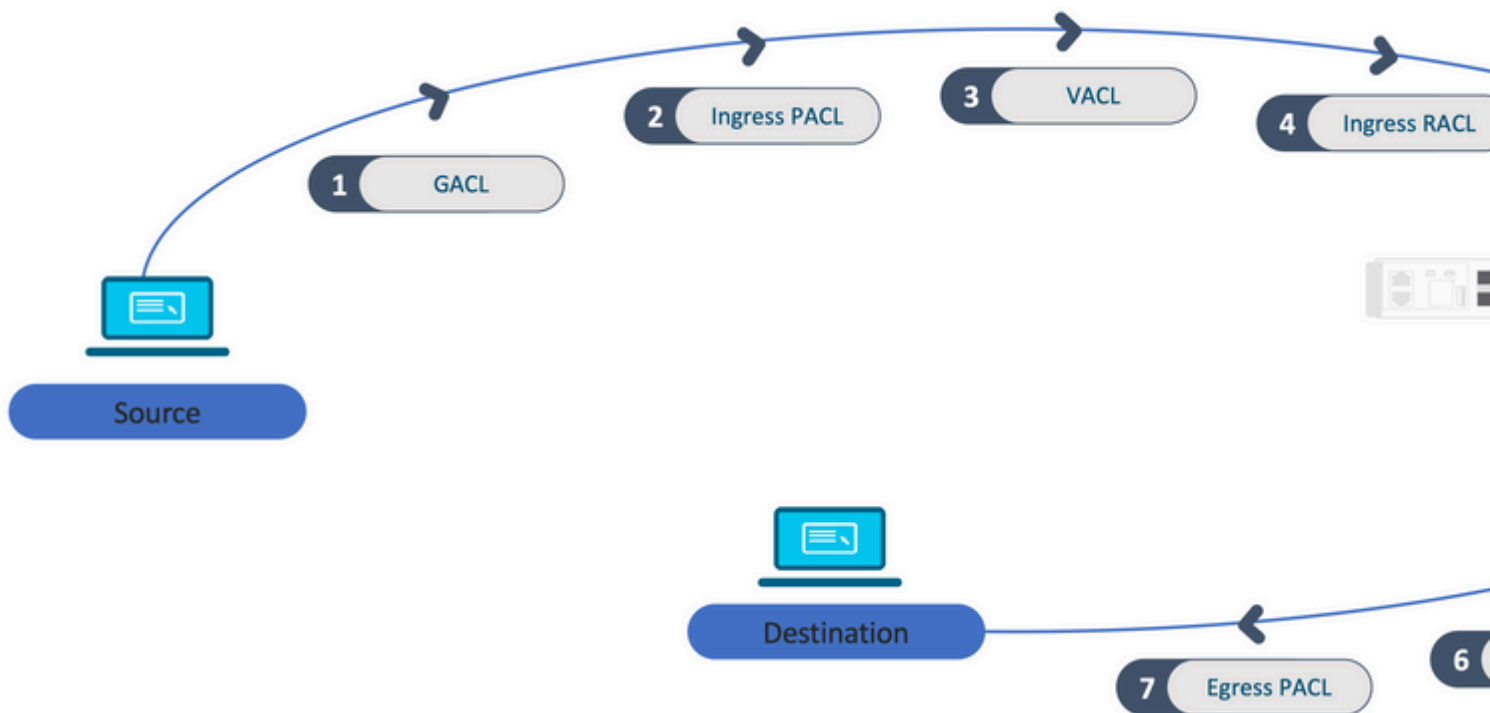 1 GACL
2 Ingress PACL
3 VACL
4 Ingress RACL
Source
Destination
6
7 Egress PACL